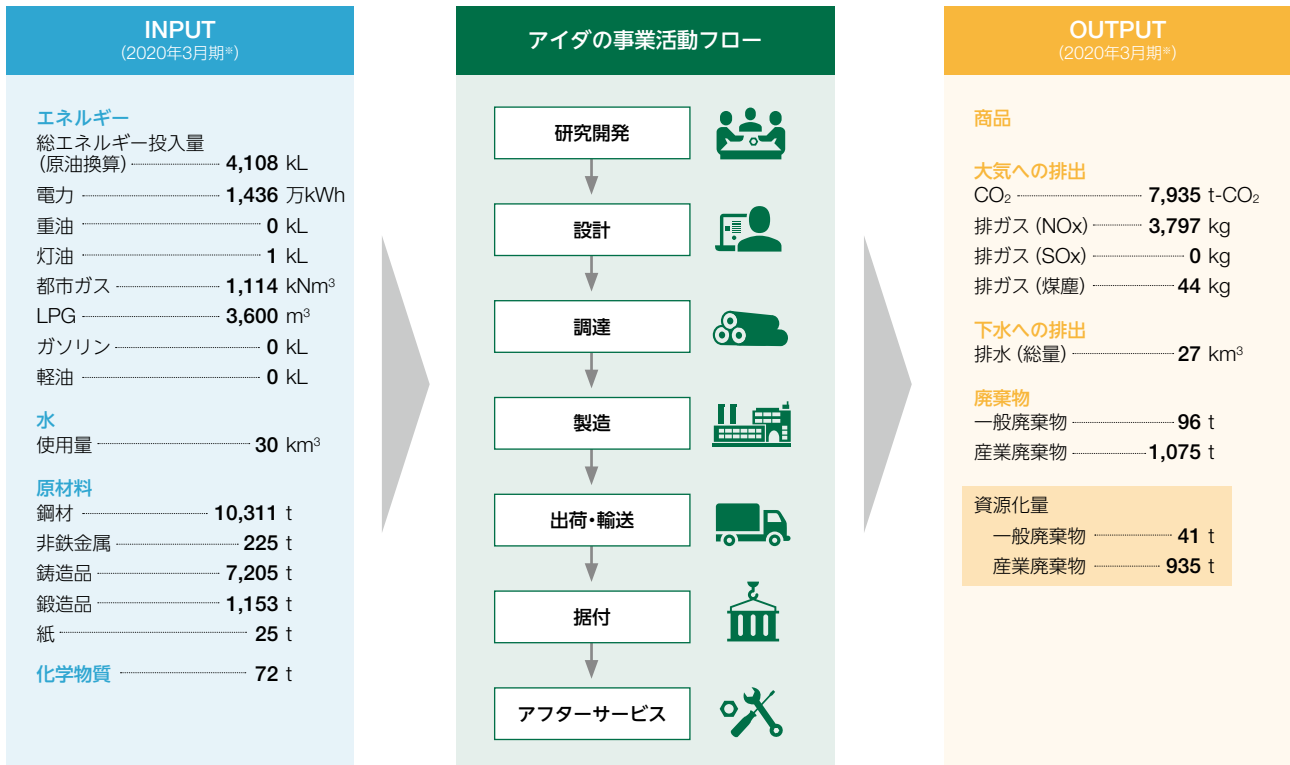 INPUT
(2020年3月期※)
エネルギー
総エネルギー投入量
(原油換算) 4,108 kL
電力 1,436 万kWh
重油 0 kL
灯油 1 kL
都市ガス 1,114 kNm³
LPG 3,600 m³
ガソリン 0 kL
軽油 0 kL
水
使用量 30 km³
原材料
鋼材 10,311 t
非鉄金属 225 t
鋳造品 7,205 t
鍛造品 1,153 t
紙 25 t
化学物質 72 t
アイダの事業活動フロー
研究開発
設計
調達
製造
出荷・輸送
据付
アフターサービス
OUTPUT
(2020年3月期※)
商品
大気への排出
CO₂ 7,935 t-CO₂
排ガス(NOx) 3,797 kg
排ガス(SOx) 0 kg
排ガス(煤塵) 44 kg
下水への排出
排水(総量) 27 km³
廃棄物
一般廃棄物 96 t
産業廃棄物 1,075 t
資源化量
一般廃棄物 41 t
産業廃棄物 935 t